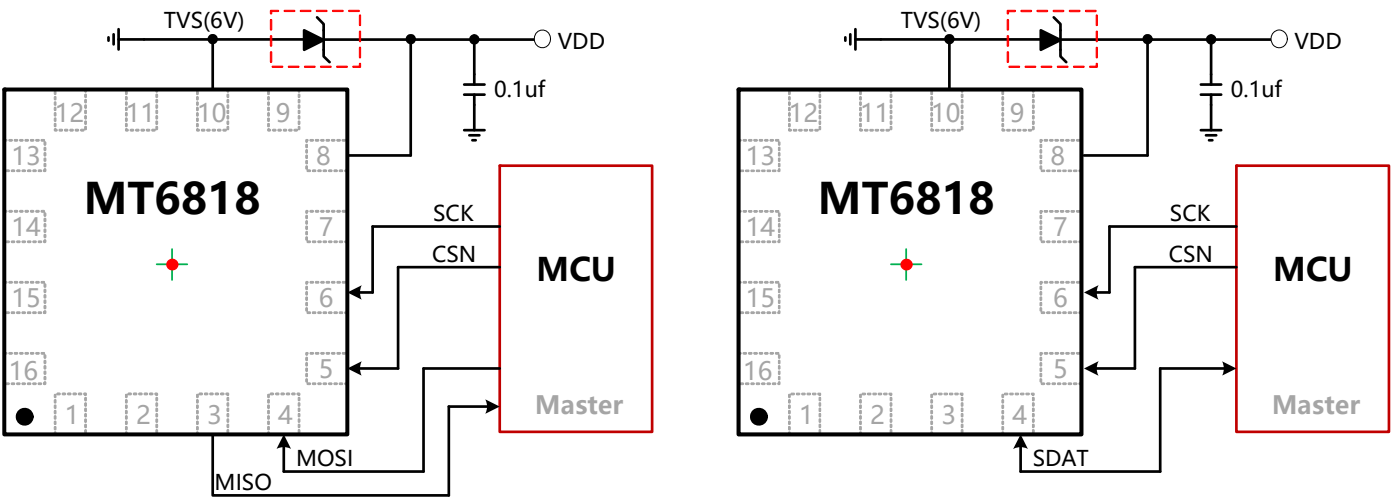 TVS(6V)
VDD
0.1uf
12 11 10 9
13
8
MT6818
14
7
SCK
CSN
MCU
15
6
16
5
1 2 3 4
Master
MOSI
MISO
TVS(6V)
VDD
0.1uf
12 11 10 9
13
8
MT6818
14
7
SCK
CSN
MCU
15
6
16
5
1 2 3 4
Master
SDAT